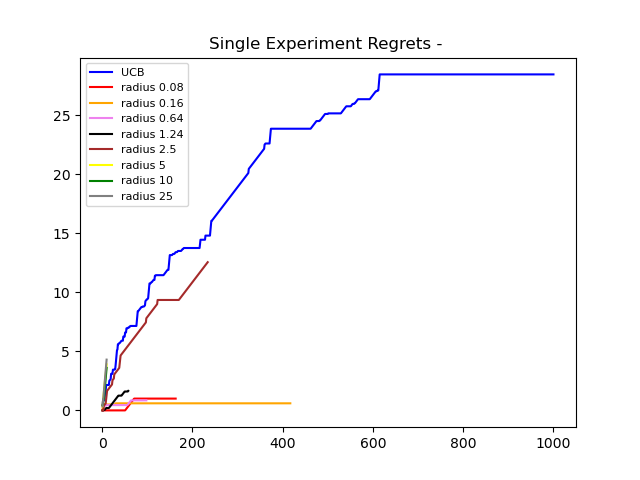 Single Experiment Regrets -
UCB
radius 0.08
radius 0.16
radius 0.64
radius 1.24
radius 2.5
radius 5
radius 10
radius 25
25
20
15
10
5
0
0 200 400 600 800 1000